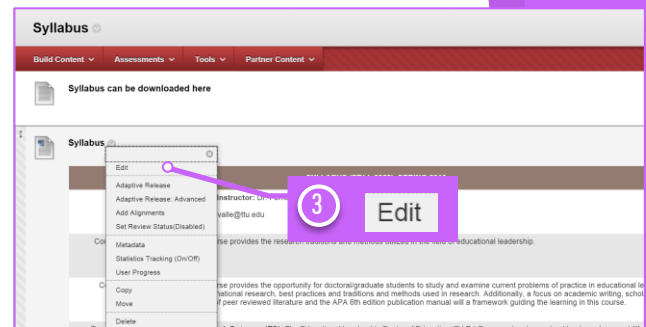 Syllabus
Build Content Assessments Tools Partner Content
Syllabus can be downloaded here
Syllabus
Edit
Adaptive Release
Adaptive Release: Advanced
Add Alignments
Set Review Status(Disabled)
Metadata
Statistics Tracking (On/Off)
User Progress
Copy
Move
Delete
Instructor:
valle@ttu.edu
3 Edit
rse provides the research traditions and methods utilized in the field of educational leadership.
rse provides the opportunity for doctoral/graduate students to study and examine current problems of practice in educational le
national research, best practices and traditions and methods used in research. Additionally, a focus on academic writing, schol
of peer reviewed literature and the APA 6th edition publication manual will a framework guiding the learning in this course.